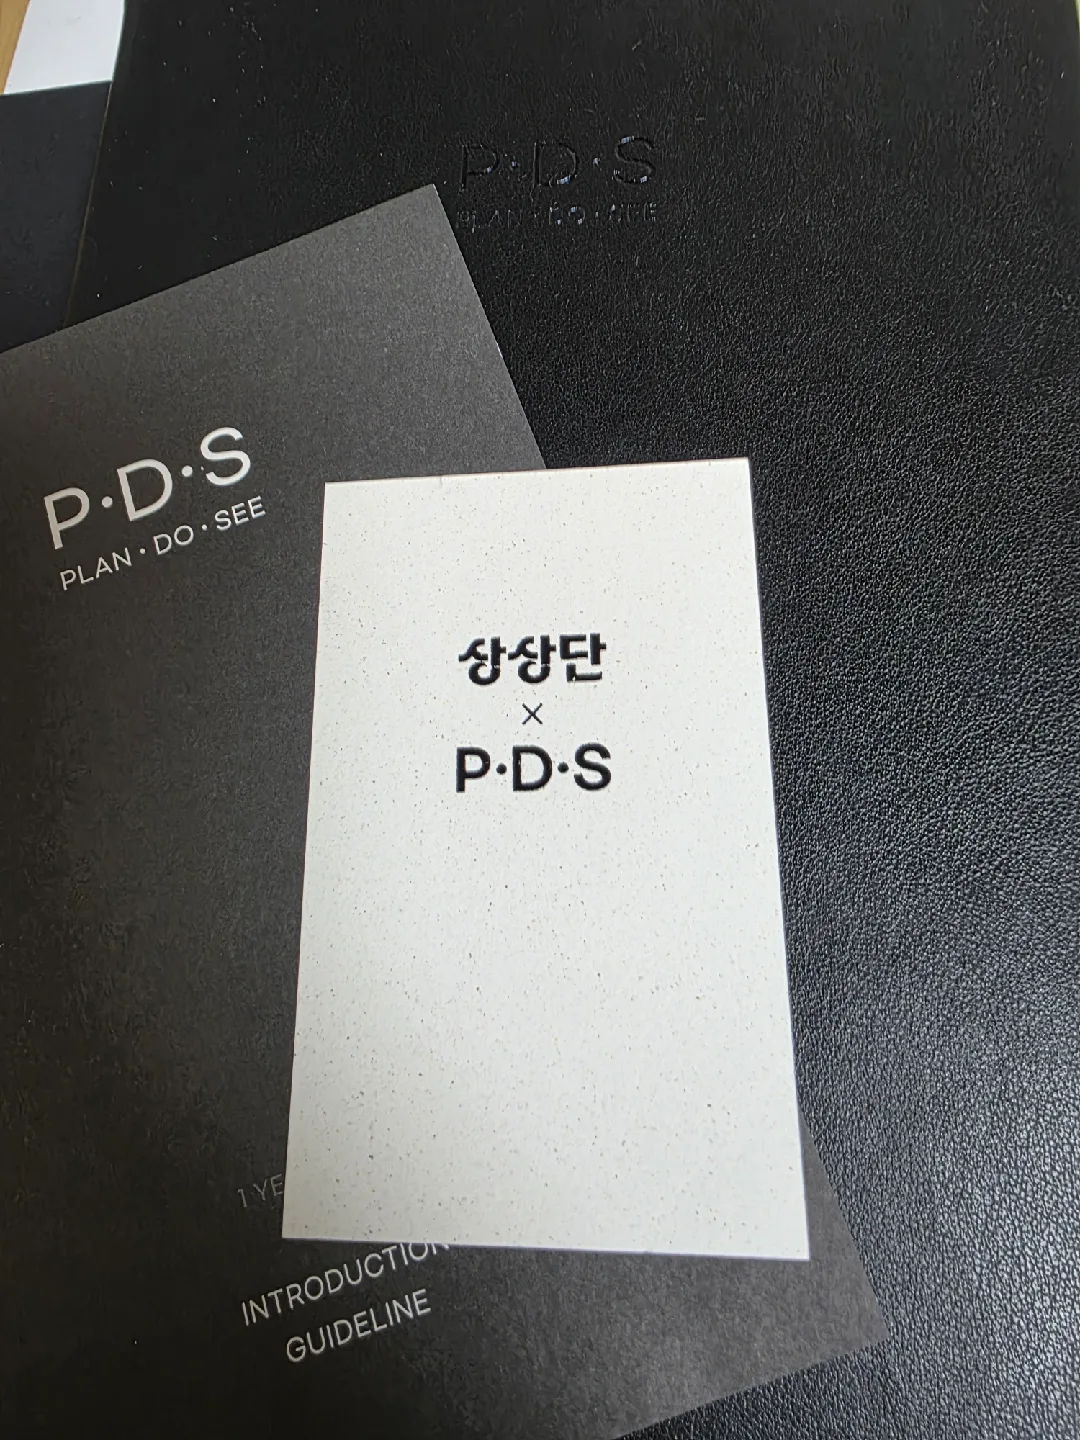 P·D·S
PLAN·DO·SEE
P·D·S
PLAN·DO·SEE
상상단
×
P·D·S
INTRODUCTION
GUIDELINE